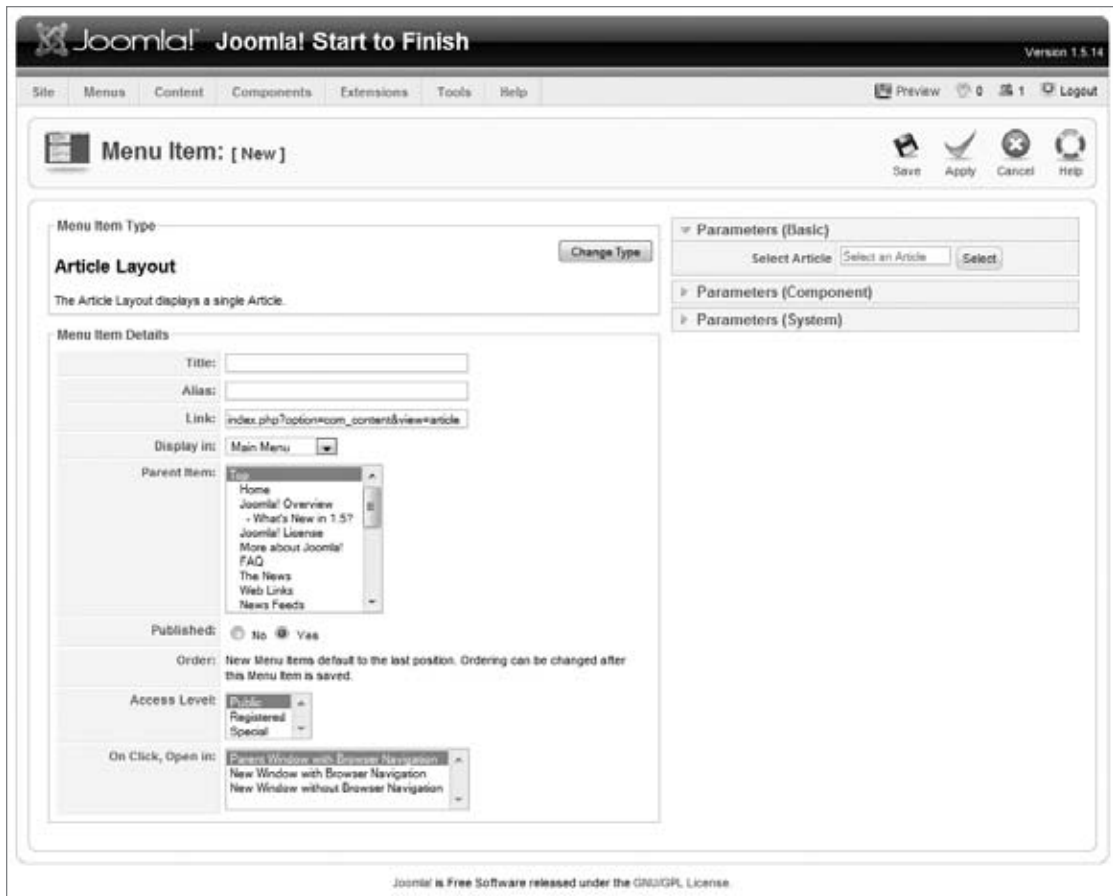 Joomla! Joomla! Start to Finish
Version 1.5.14
Site Menus Content Components Extensions Tools Help
Preview 0 1 Logout
Menu Item: [ New ]
Save Apply Cancel Help
Menu Item Type
Change Type
Article Layout
The Article Layout displays a single Article.
Menu Item Details
Title:
Alias:
Link: index.php?option=com_content&view=article
Display in: Main Menu
Parent Item: Top
Home
Joomla! Overview
- What's New in 1.5?
Joomla! License
More about Joomla!
FAQ
The News
Web Links
News Feeds
Published: No Yes
Order: New Menu Items default to the last position. Ordering can be changed after
this Menu Item is saved.
Access Level: Public
Registered
Special
On Click, Open in: Parent Window with Browser Navigation
New Window with Browser Navigation
New Window without Browser Navigation
Parameters (Basic)
Select Article Select an Article Select
Parameters (Component)
Parameters (System)
Joomla! is Free Software released under the GNU/GPL License.